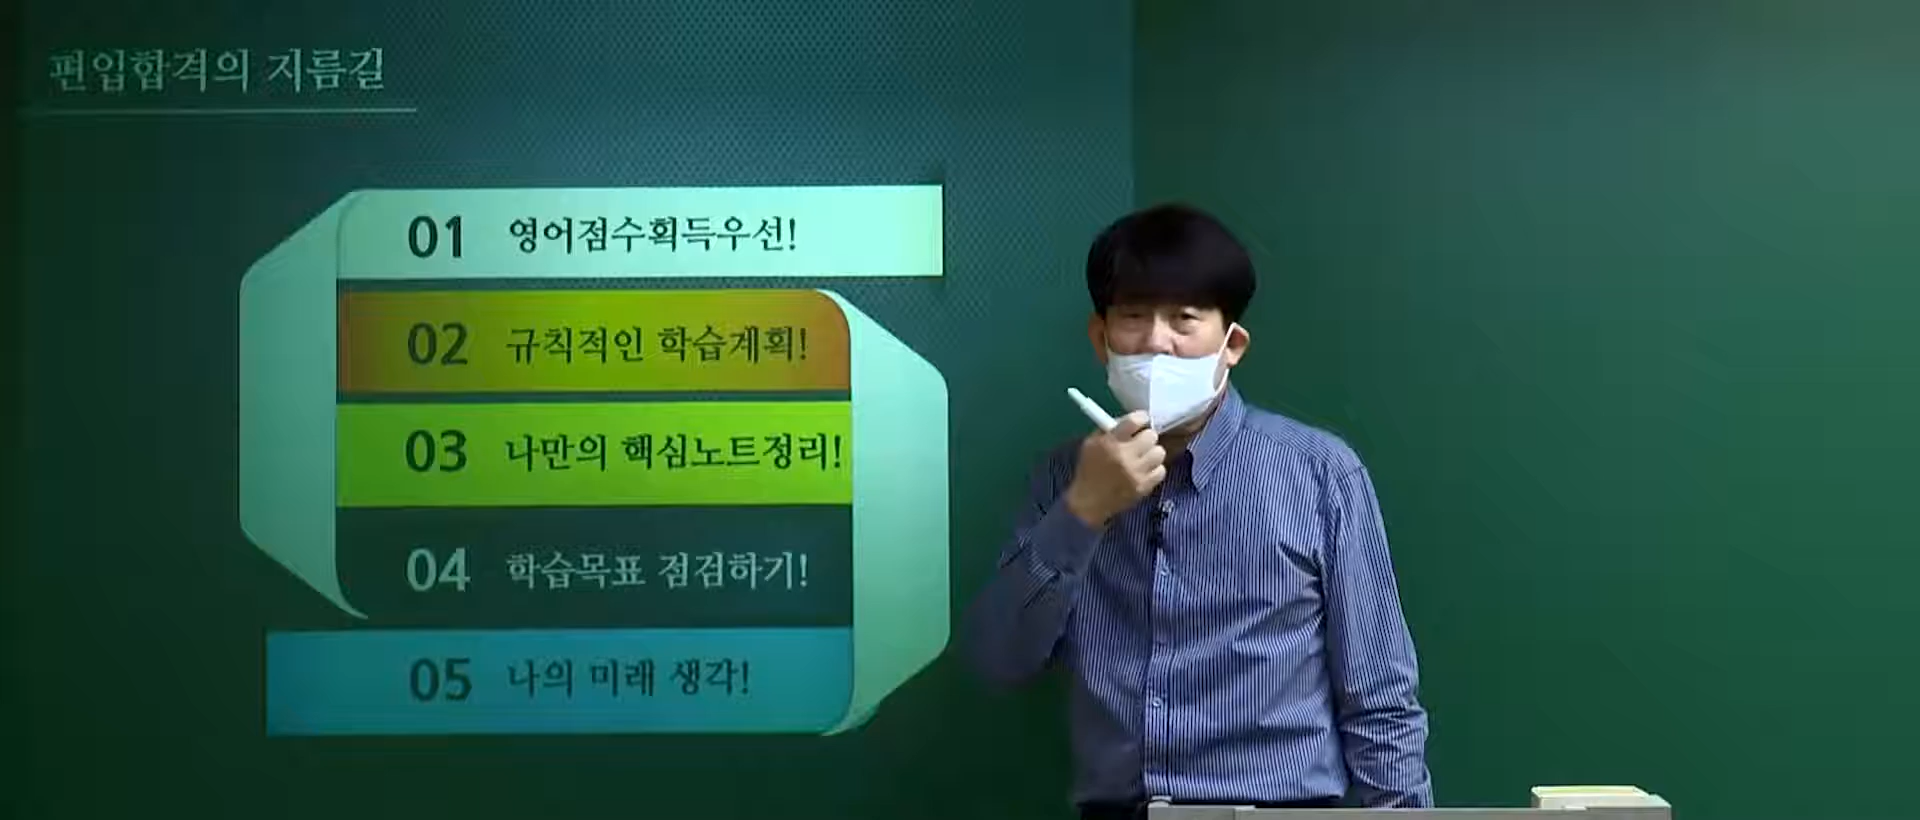 편입합격의 지름길
01 영어점수획득우선!
02 규칙적인 학습계획!
03 나만의 핵심노트정리!
04 학습목표 점검하기!
05 나의 미래 생각!